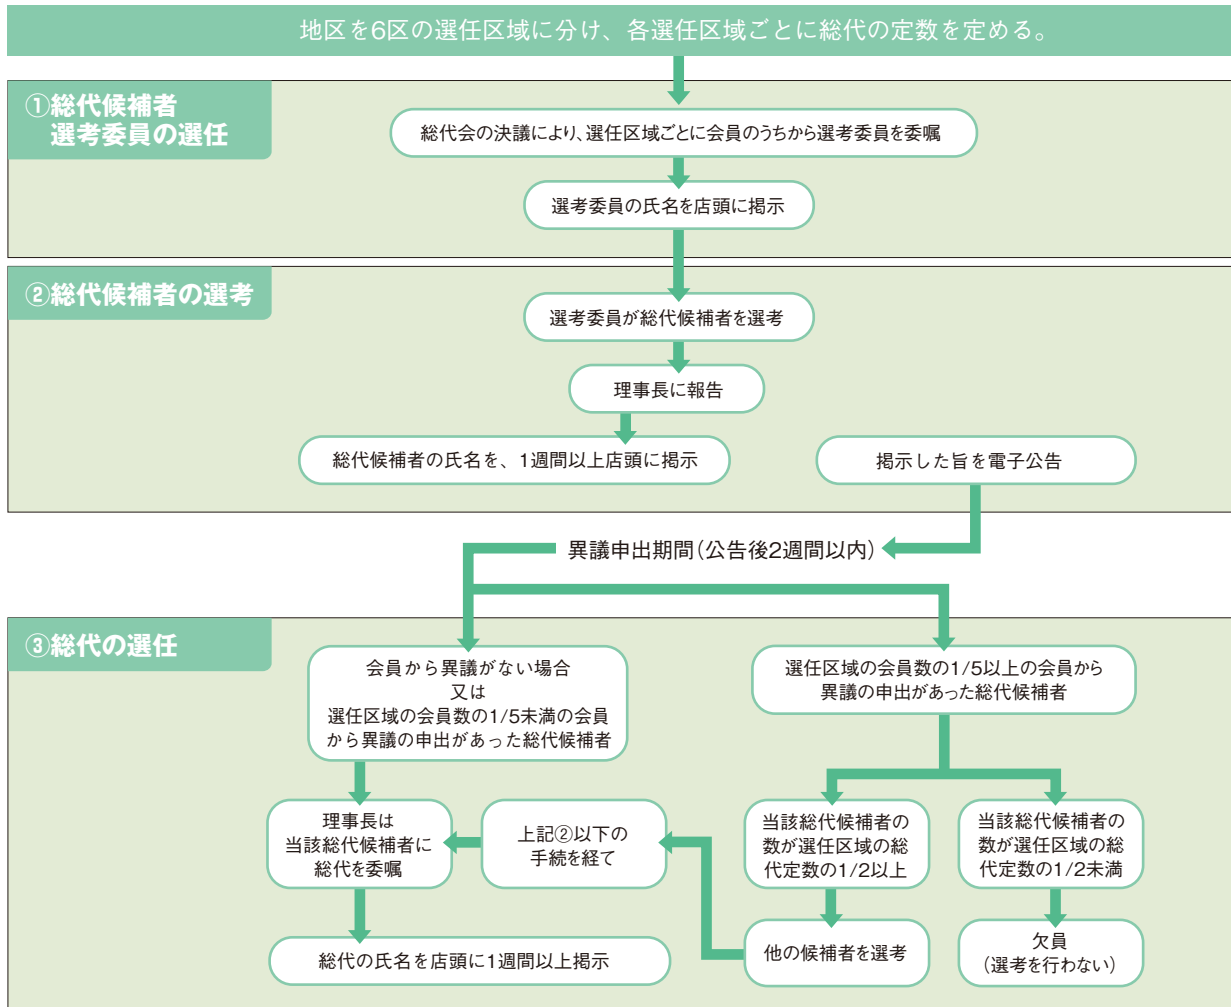 地区を6区の選任区域に分け、各選任区域ごとに総代の定数を定める。
①総代候補者
選考委員の選任
総代会の決議により、選任区域ごとに会員のうちから選考委員を委嘱
選考委員の氏名を店頭に掲示
②総代候補者の選考
選考委員が総代候補者を選考
理事長に報告
総代候補者の氏名を、1週間以上店頭に掲示
掲示した旨を電子公告
異議申出期間(公告後2週間以内)
③総代の選任
会員から異議がない場合
又は
選任区域の会員数の1/5未満の会員
から異議の申出があった総代候補者
選任区域の会員数の1/5以上の会員から
異議の申出があった総代候補者
理事長は
当該総代候補者に
総代を委嘱
上記②以下の
手続を経て
当該総代候補者の
数が選任区域の総
代定数の1/2以上
当該総代候補者の
数が選任区域の総
代定数の1/2未満
総代の氏名を店頭に1週間以上掲示
他の候補者を選考
欠員
(選考を行わない)